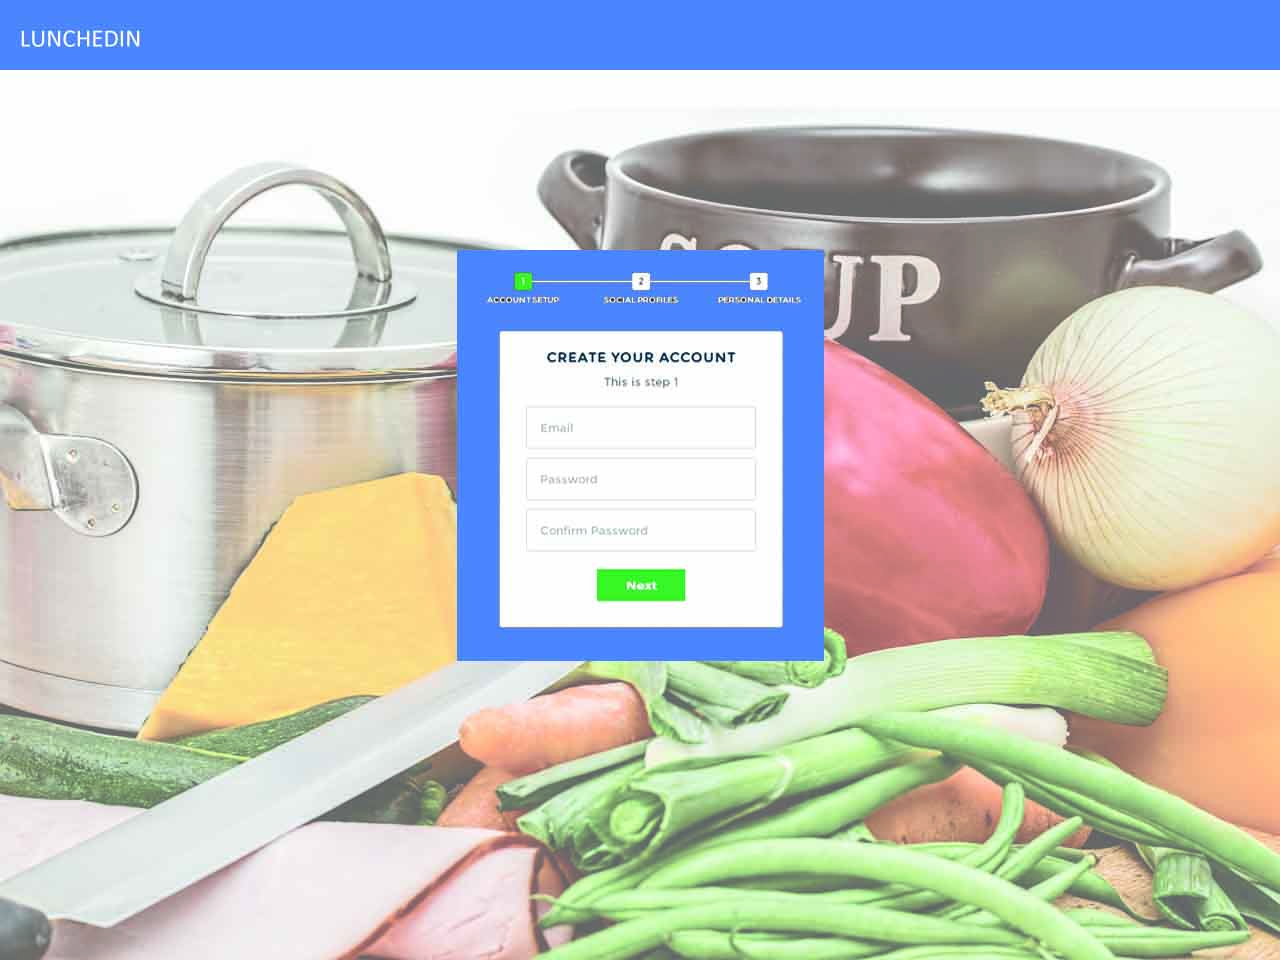 LUNCHEDIN
SOUP
1 2 3
ACCOUNT SETUP SOCIAL PROFILES PERSONAL DETAILS
CREATE YOUR ACCOUNT
This is step 1
Email
Password
Confirm Password
Next